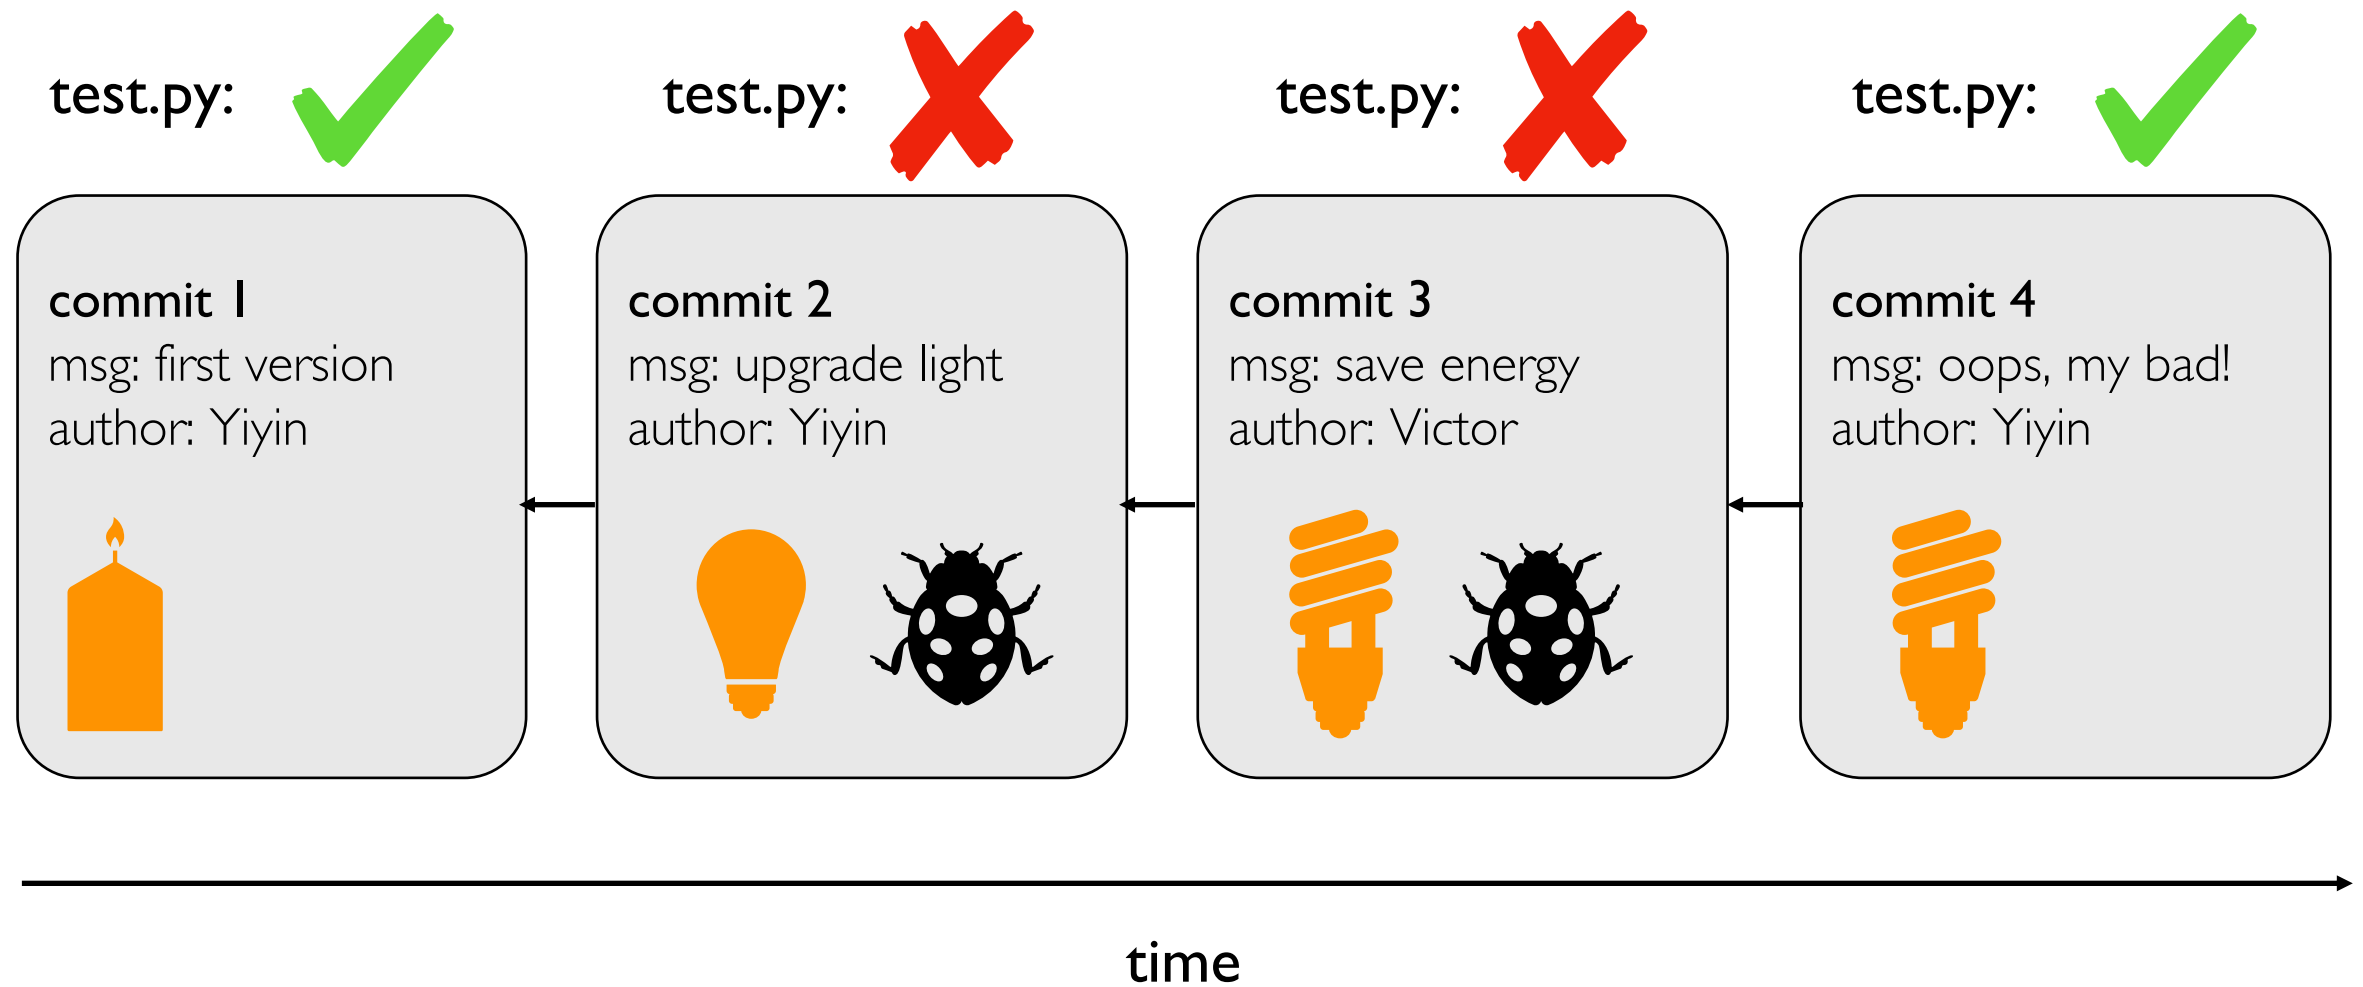 test.py:
test.py:
test.py:
test.py:
commit 1
msg: first version
author: Yiyin
commit 2
msg: upgrade light
author: Yiyin
commit 3
msg: save energy
author: Victor
commit 4
msg: oops, my bad!
author: Yiyin
time